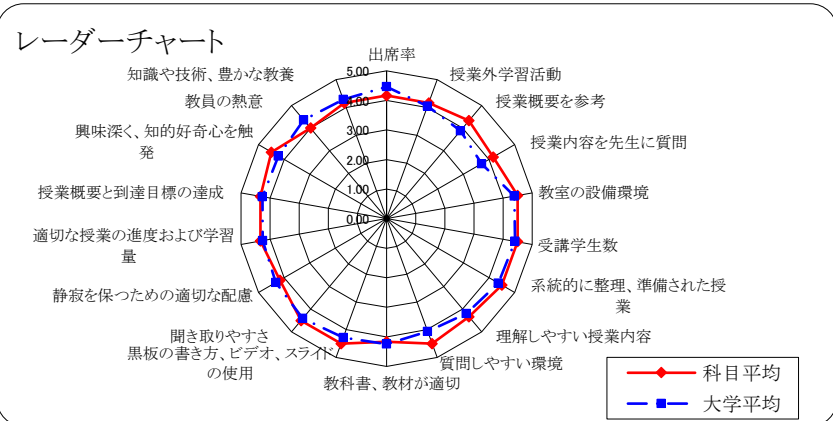 レーダーチャート
出席率
授業外学習活動
授業概要を参考
授業内容を先生に質問
教室の設備環境
受講学生数
系統的に整理、準備された授
業
理解しやすい授業内容
質問しやすい環境
教科書、教材が適切
黒板の書き方、ビデオ、スライド
の使用
聞き取りやすさ
静寂を保つための適切な配慮
適切な授業の進度および学習
量
授業概要と到達目標の達成
興味深く、知的好奇心を触
発
教員の熱意
知識や技術、豊かな教養
5.00
4.00
3.00
2.00
1.00
0.00
科目平均
大学平均